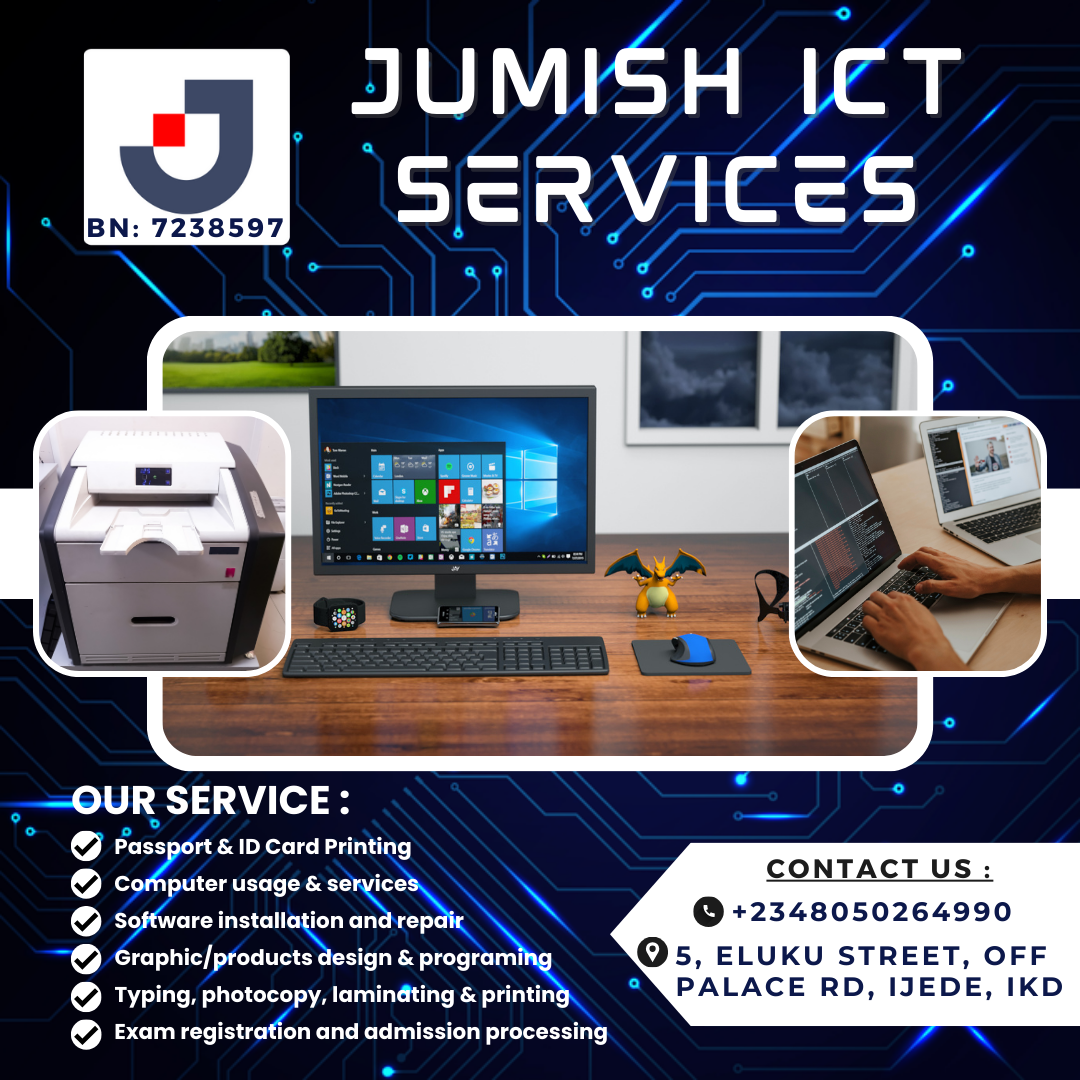 BN: 7238597
JUMISH ICT
SERVICES
OUR SERVICE :
Passport & ID Card Printing
Computer usage & services
Software installation and repair
Graphic/products design & programing
Typing, photocopy, laminating & printing
Exam registration and admission processing
CONTACT US :
+2348050264990
5, ELUKU STREET, OFF
PALACE RD, IJEDE, IKD